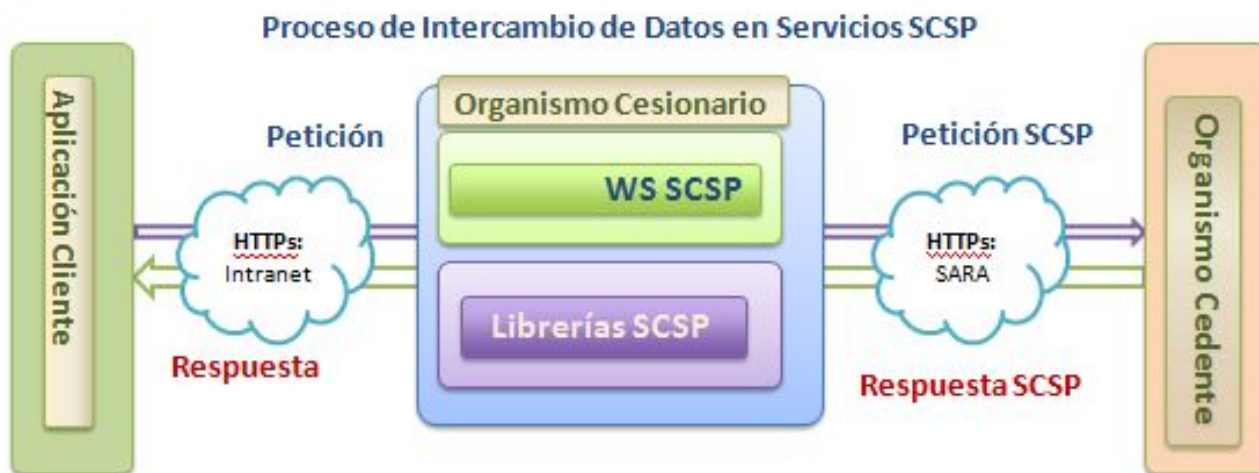 Proceso de Intercambio de Datos en Servicios SCSP
Aplicación Cliente
Petición
HTTPs:
Intranet
Respuesta
Organismo Cesionario
WS SCSP
Librerías SCSP
Petición SCSP
HTTPs:
SARA
Respuesta SCSP
Organismo Cedente